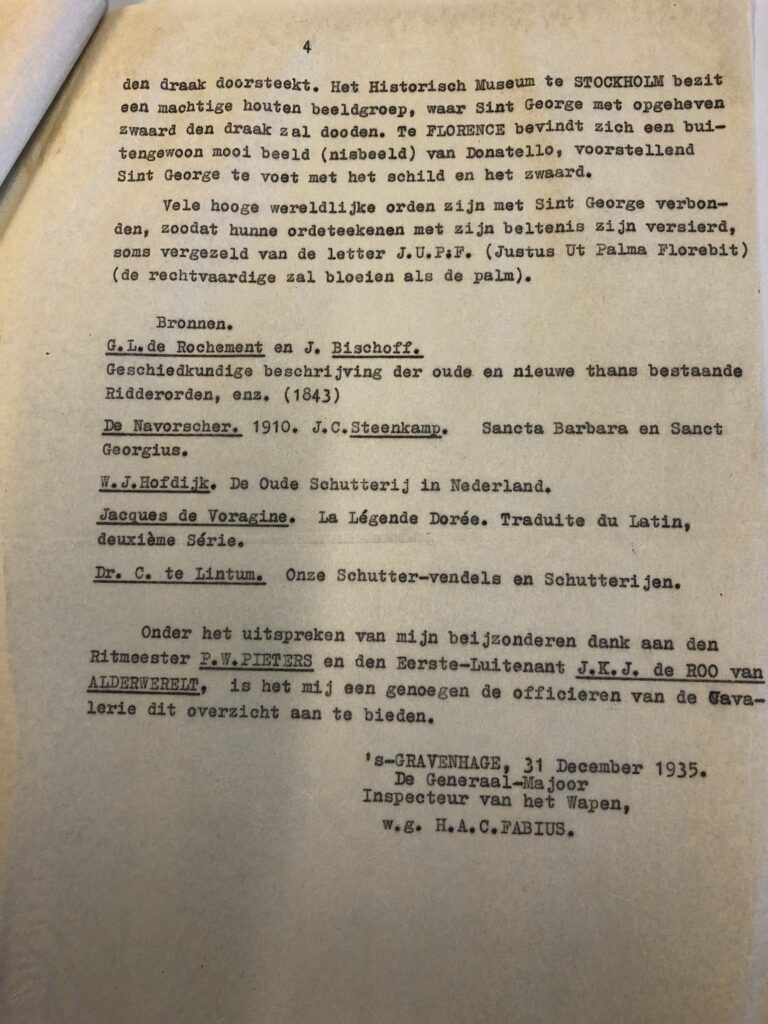 4
den draak doorsteekt. Het Historisch Museum te STOCKHOLM bezit
een machtige houten beeldgroep, waar Sint George met opgeheven
zwaard den draak zal dooden. Te FLORENCE bevindt zich een bui-
tengewoon mooi beeld (nisbeeld) van Donatello, voorstellend
Sint George te voet met het schild en het zwaard.
Vele hooge wereldlijke orden zijn met Sint George verbon-
den, zoodat hunne ordeteekenen met zijn beltenis zijn versierd,
soms vergezeld van de letter J.U.P.F. (Justus Ut Palma Florebit)
(de rechtvaardige zal bloeien als de palm).
Bronnen.
G.L.de Rochement en J. Bischoff.
Geschiedkundige beschrijving der oude en nieuwe thans bestaande
Ridderorden, enz. (1843)
De Navorscher. 1910. J.C.Steenkamp. Sancta Barbara en Sanct
Georgius.
W.J.Hofdijk. De Oude Schutterij in Nederland.
Jacques de Voragine. La Légende Dorée. Traduite du Latin,
deuxième Série.
Dr. C. te Lintum. Onze Schutter-vendels en Schutterijen.
Onder het uitspreken van mijn beijzonderen dank aan den
Ritmeester P.W.PIETERS en den Eerste-Luitenant J.K.J. de ROO van
ALDERWERELT, is het mij een genoegen de officieren van de Cava-
lerie dit overzicht aan te bieden.
's-GRAVENHAGE, 31 December 1935.
De Generaal-Majoor
Inspecteur van het Wapen,
w.g. H.A.C.FABIUS.